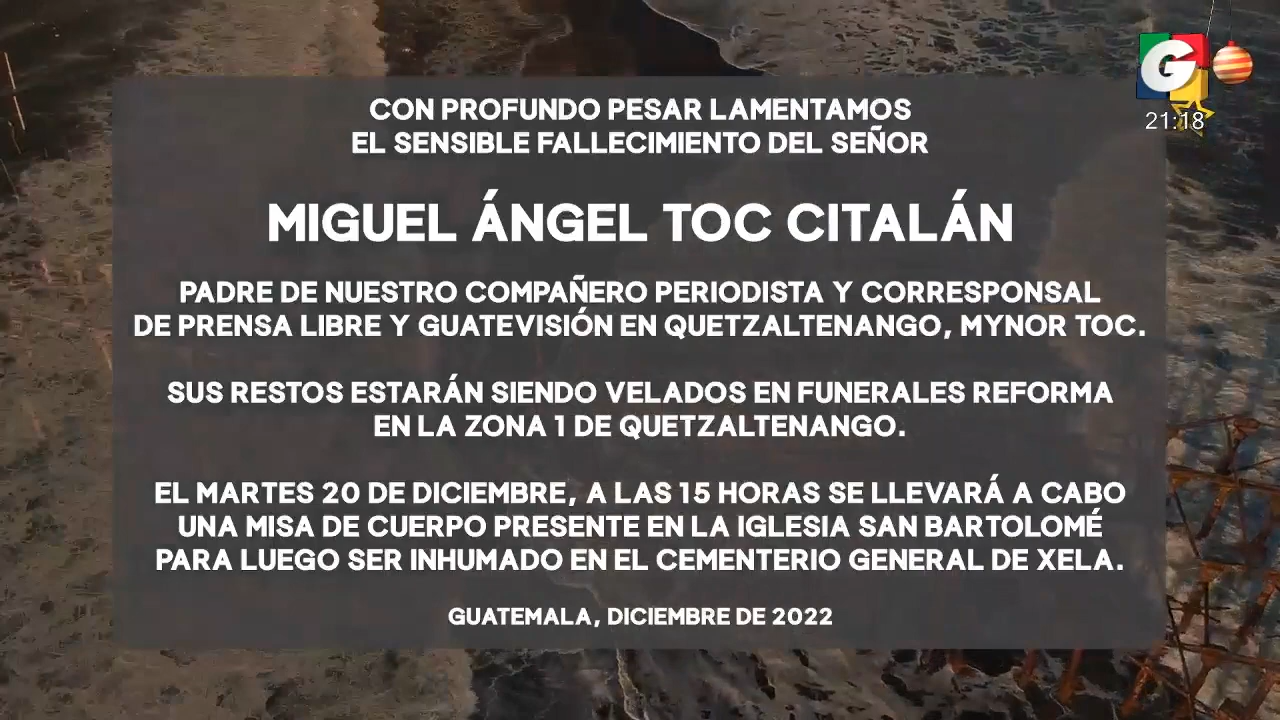 CON PROFUNDO PESAR LAMENTAMOS
EL SENSIBLE FALLECIMIENTO DEL SEÑOR
MIGUEL ÁNGEL TOC CITALÁN
PADRE DE NUESTRO COMPAÑERO PERIODISTA Y CORRESPONSAL
DE PRENSA LIBRE Y GUATEVISIÓN EN QUETZALTENANGO, MYNOR TOC.
SUS RESTOS ESTARÁN SIENDO VELADOS EN FUNERALES REFORMA
EN LA ZONA 1 DE QUETZALTENANGO.
EL MARTES 20 DE DICIEMBRE, A LAS 15 HORAS SE LLEVARÁ A CABO
UNA MISA DE CUERPO PRESENTE EN LA IGLESIA SAN BARTOLOMÉ
PARA LUEGO SER INHUMADO EN EL CEMENTERIO GENERAL DE XELA.
GUATEMALA, DICIEMBRE DE 2022
G
21:18